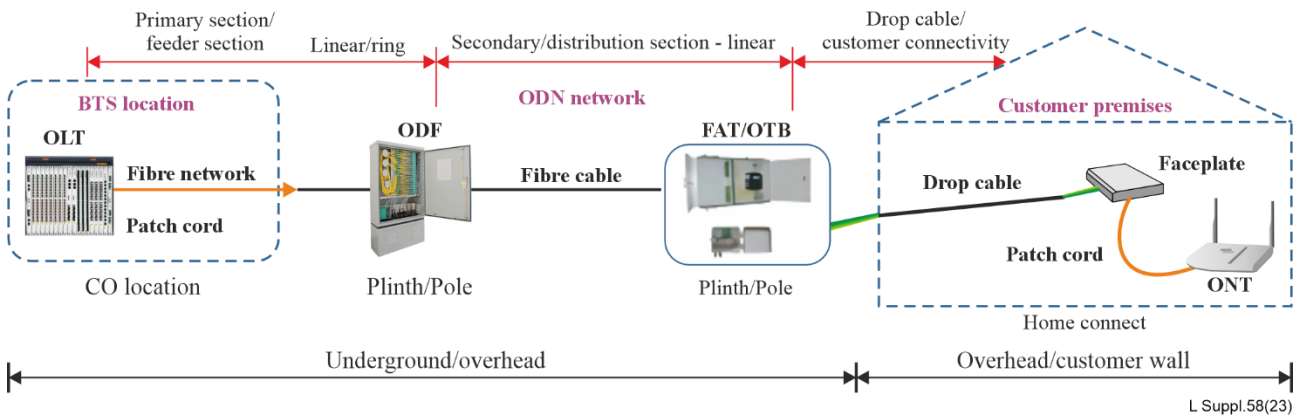 Primary section/
feeder section
Linear/ring
Secondary/distribution section - linear
Drop cable/
customer connectivity
BTS location
ODN network
Customer premises
OLT
ODF
FAT/OTB
Faceplate
Fibre network
Fibre cable
Drop cable
Patch cord
Patch cord
ONT
CO location
Plinth/Pole
Plinth/Pole
Home connect
Underground/overhead
Overhead/customer wall
L Suppl.58(23)